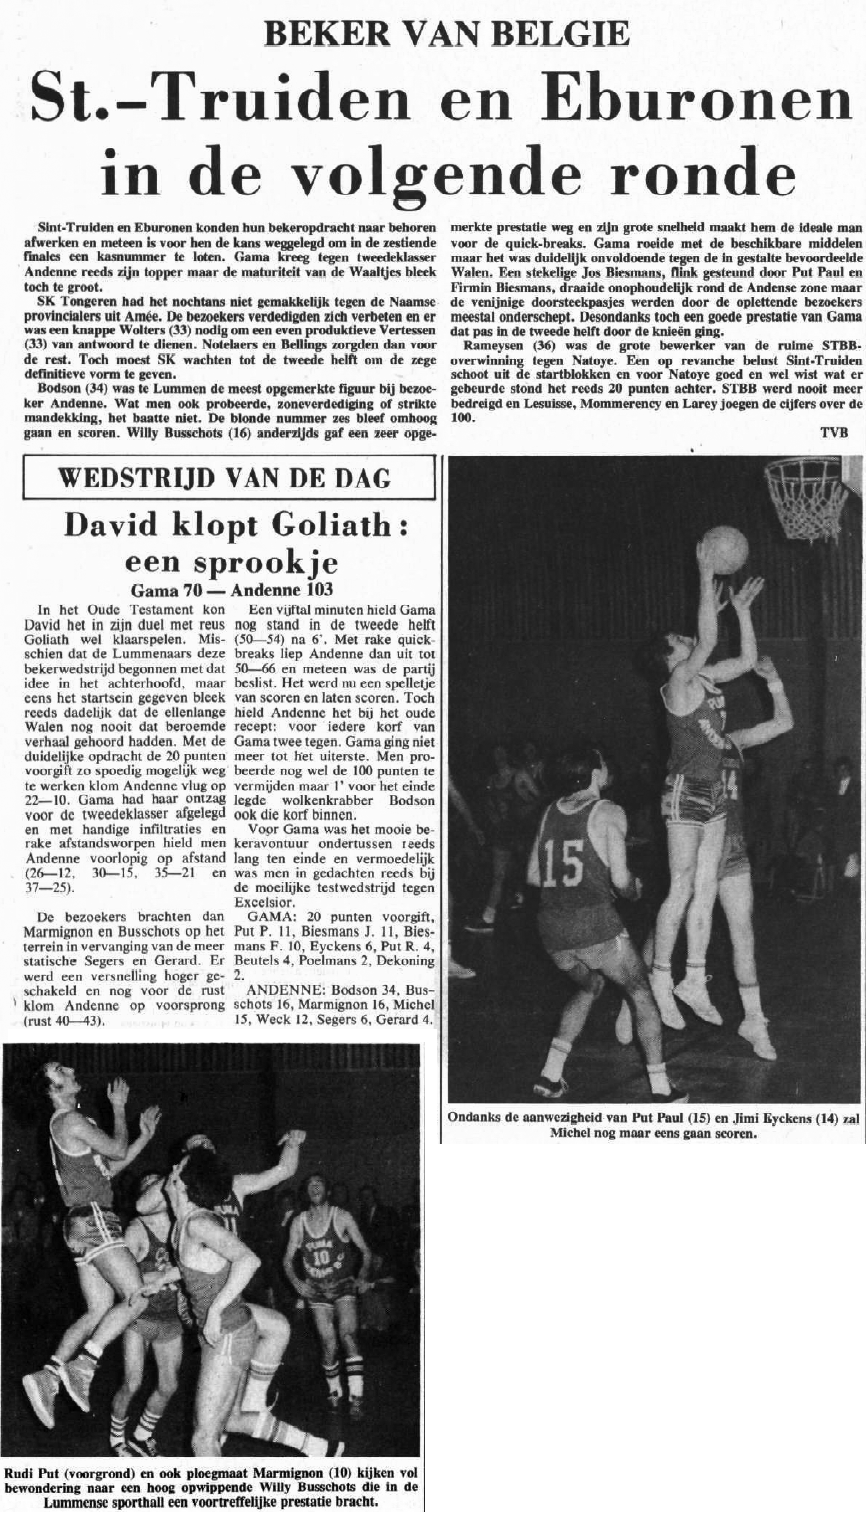 BEKER VAN BELGIE
St.-Truiden en Eburonen
in de volgende ronde
Sint-Truiden en Eburonen konden hun bekeropdracht naar behoren
afwerken en meteen is voor hen de kans weggelegd om in de zestiende
finales een kasnummer te loten. Gama kreeg tegen tweedeklasser
Andenne reeds zijn topper maar de maturiteit van de Waaltjes bleek
toch te groot.
SK Tongeren had het nochtans niet gemakkelijk tegen de Naamse
provincialers uit Amée. De bezoekers verdedigden zich verbeten en er
was een knappe Wolters (33) nodig om een even produktieve Vertessen
(33) van antwoord te dienen. Notelaers en Bellings zorgden dan voor
de rest. Toch moest SK wachten tot de tweede helft om de zege
definitieve vorm te geven.
Bodson (34) was te Lummen de meest opgemerkte figuur bij bezoe-
ker Andenne. Wat men ook probeerde, zoneverdediging of strikte
mandekking, het baatte niet. De blonde nummer zes bleef omhoog
gaan en scoren. Willy Busschots (16) anderzijds gaf een zeer opge-
merkte prestatie weg en zijn grote snelheid maakt hem de ideale man
voor de quick-breaks. Gama roeide met de beschikbare middelen
maar het was duidelijk onvoldoende tegen de in gestalte bevoordeelde
Walen. Een stekelige Jos Biesmans, flink gesteund door Put Paul en
Firmin Biesmans, draaide onophoudelijk rond de Andense zone maar
de venijnige doorsteekpasjes werden door de oplettende bezoekers
meestal onderschept. Desondanks toch een goede prestatie van Gama
dat pas in de tweede helft door de knieën ging.
Rameysen (36) was de grote bewerker van de ruime STBB-
overwinning tegen Natoye. Een op revanche belust Sint-Truiden
schoot uit de startblokken en voor Natoye goed en wel wist wat er
gebeurde stond het reeds 20 punten achter. STBB werd nooit meer
bedreigd en Lesuisse, Mommerency en Larey joegen de cijfers over de
100.
TVB
WEDSTRIJD VAN DE DAG
David klopt Goliath:
een sprookje
Gama 70 — Andenne 103
In het Oude Testament kon
David het in zijn duel met reus
Goliath wel klaarspelen. Mis-
schien dat de Lummenaars deze
bekerwedstrijd begonnen met dat
idee in het achterhoofd, maar
eens het startsein gegeven bleek
reeds dadelijk dat de ellenlange
Walen nog nooit dat beroemde
verhaal gehoord hadden. Met de
duidelijke opdracht de 20 punten
voorgift zo spoedig mogelijk weg
te werken klom Andenne vlug op
22—10. Gama had haar ontzag
voor de tweedeklasser afgelegd
en met handige infiltraties en
rake afstandsworpen hield men
Andenne voorlopig op afstand
(26—12, 30—15, 35—21 en
37—25).
De bezoekers brachten dan
Marmignon en Busschots op het
terrein in vervanging van de meer
statische Segers en Gerard. Er
werd een versnelling hoger ge-
schakeld en nog voor de rust
klom Andenne op voorsprong
(rust 40—43).
Een vijftal minuten hield Gama
nog stand in de tweede helft
(50—54) na 6'. Met rake quick-
breaks liep Andenne dan uit tot
50—66 en meteen was de partij
beslist. Het werd nu een spelletje
van scoren en laten scoren. Toch
hield Andenne het bij het oude
recept: voor iedere korf van
Gama twee tegen. Gama ging niet
meer tot het uiterste. Men pro-
beerde nog wel de 100 punten te
vermijden maar 1' voor het einde
legde wolkenkrabber Bodson
ook die korf binnen.
Voor Gama was het mooie be-
keravontuur ondertussen reeds
lang ten einde en vermoedelijk
was men in gedachten reeds bij
de moeilijke testwedstrijd tegen
Excelsior.
GAMA: 20 punten voorgift,
Put P. 11, Biesmans J. 11, Bies-
mans F. 10, Eyckens 6, Put R. 4,
Beutels 4, Poelmans 2, Dekoning
2.
ANDENNE: Bodson 34, Bus-
schots 16, Marmignon 16, Michel
15, Weck 12, Segers 6, Gerard 4.
15
14
Ondanks de aanwezigheid van Put Paul (15) en Jimi Eyckens (14) zal
Michel nog maar eens gaan scoren.
10
Rudi Put (voorgrond) en ook ploegmaat Marmignon (10) kijken vol
bewondering naar een hoog opwippende Willy Busschots die in de
Lummense sporthall een voortreffelijke prestatie bracht.